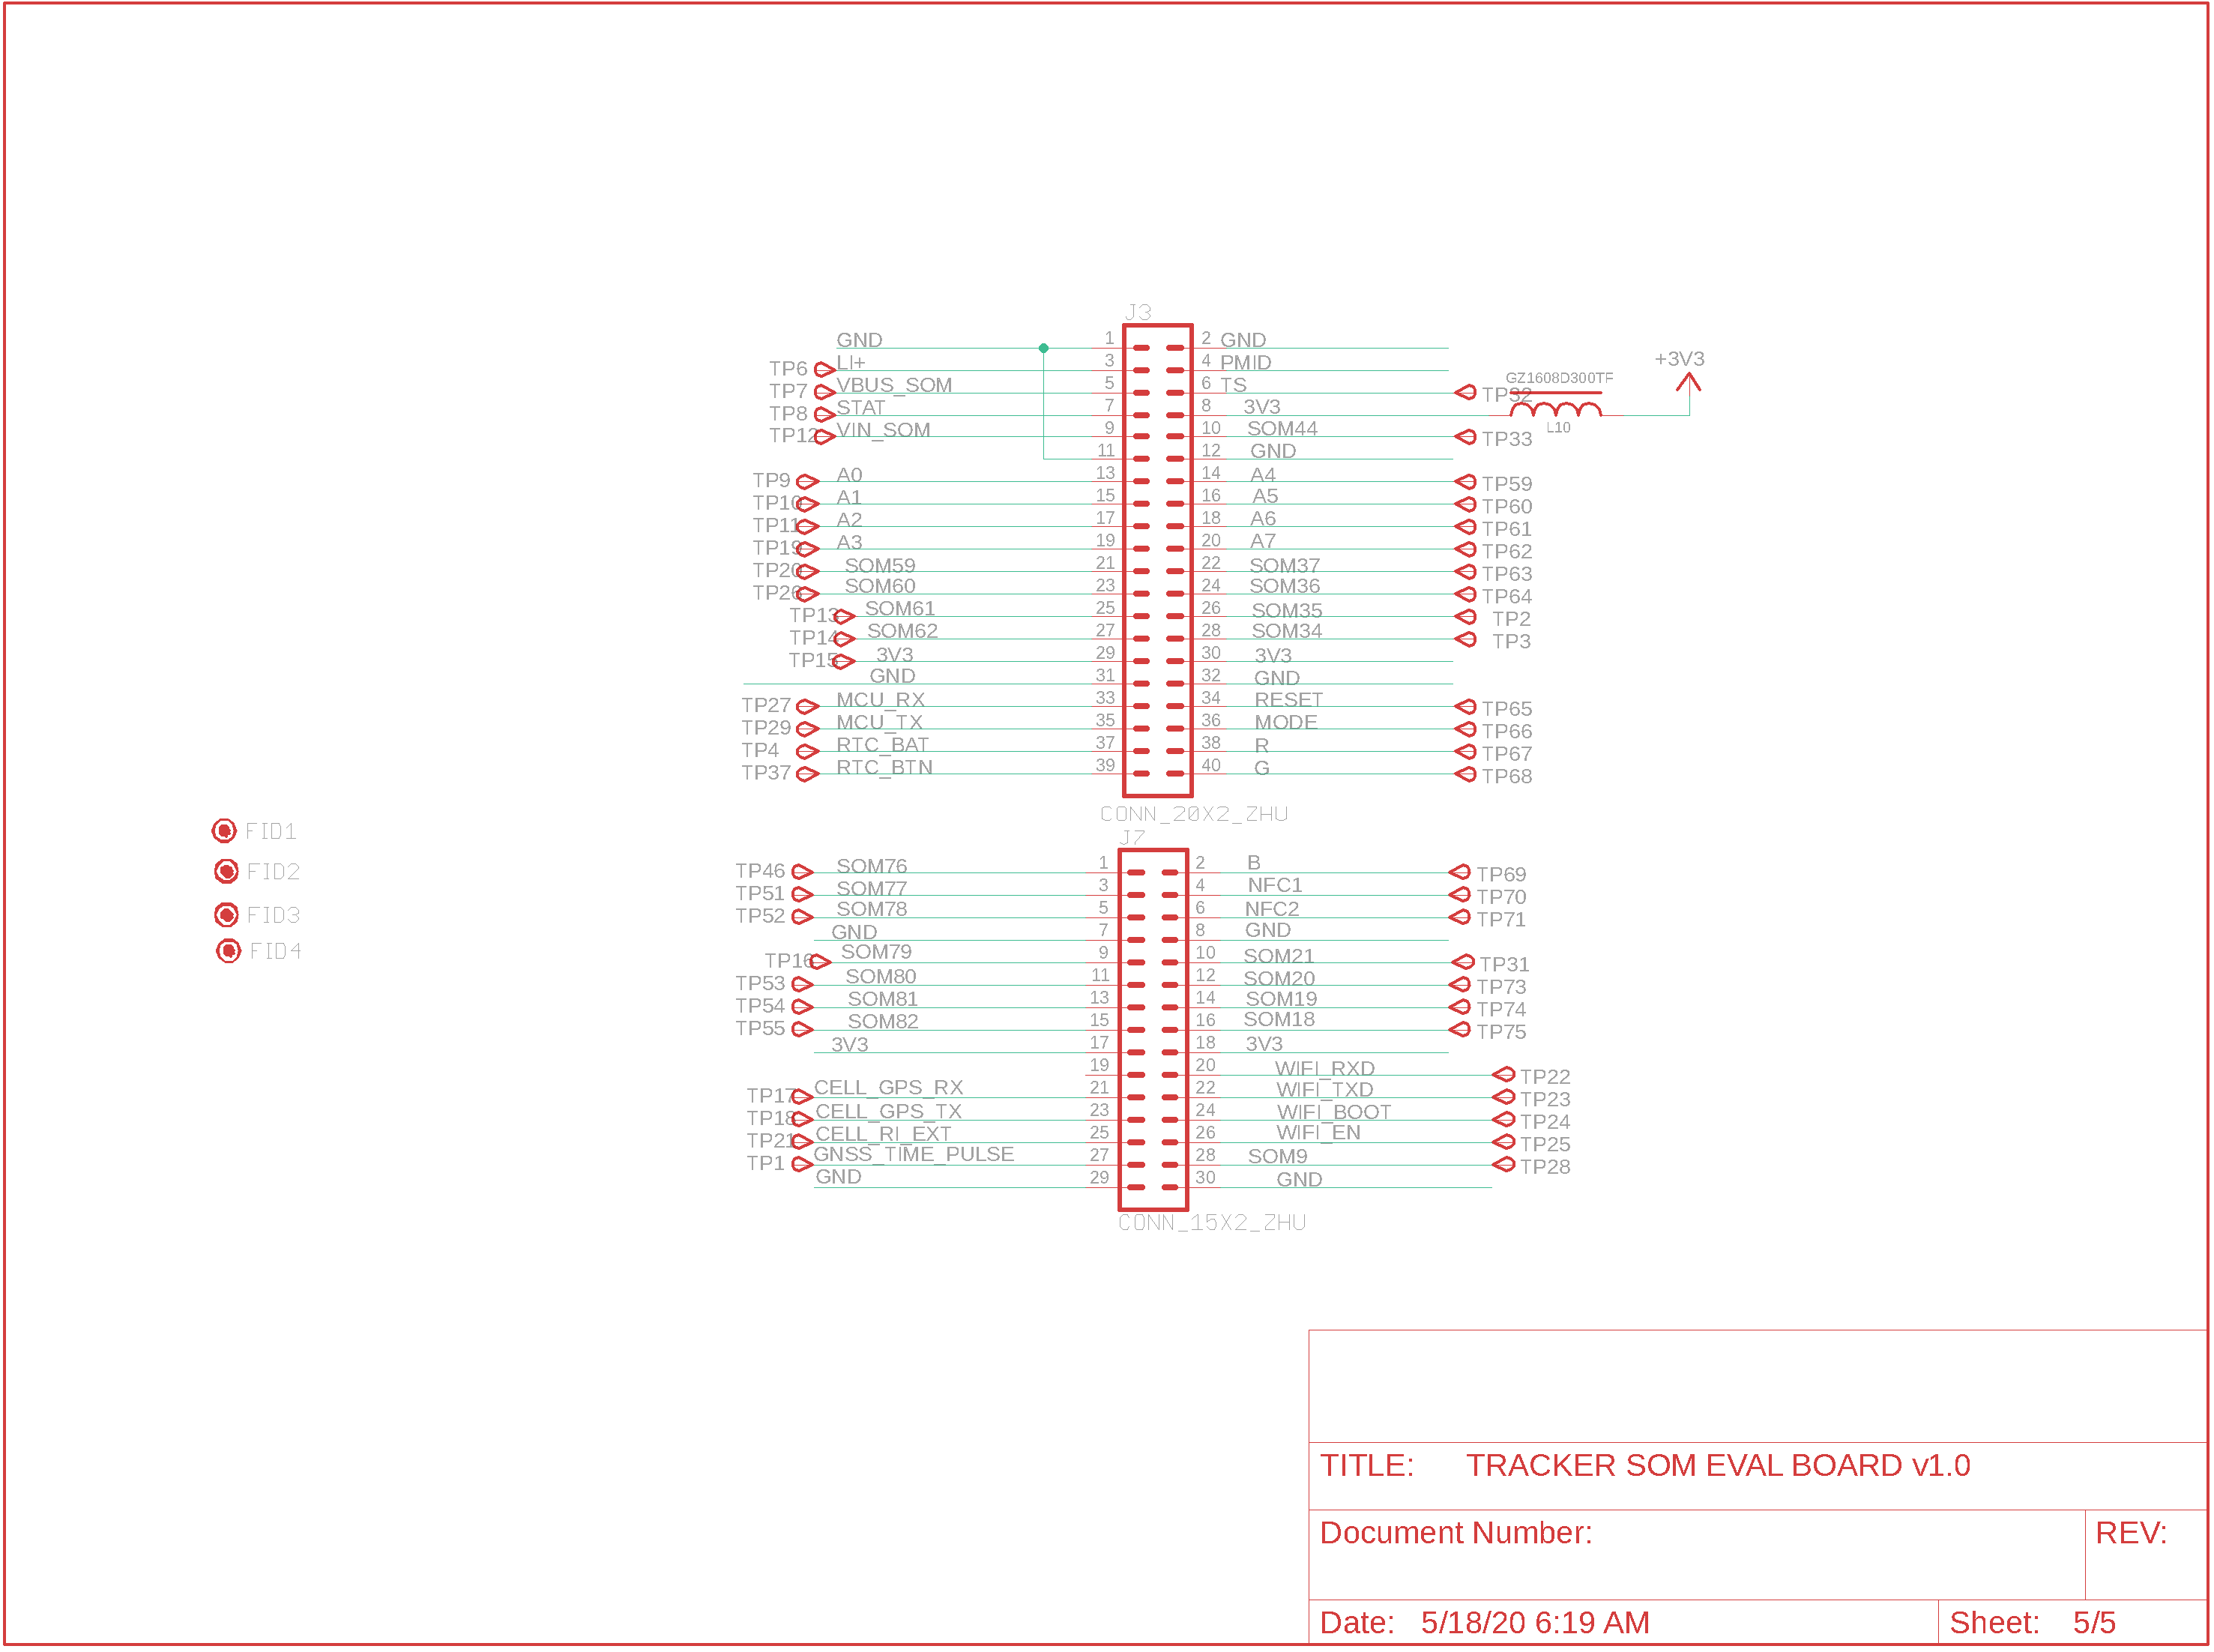 J3
GND 1 2 GND
TP6 LI+ 3 4 PMID +3V3
TP7 VBUS_SOM 5 6 TS TP32 GZ1608D300TF
TP8 STAT 7 8 3V3
TP12 VIN_SOM 9 10 SOM44 TP33 L10
11 12 GND
TP9 A0 13 14 A4 TP59
TP10 A1 15 16 A5 TP60
TP11 A2 17 18 A6 TP61
TP19 A3 19 20 A7 TP62
TP20 SOM59 21 22 SOM37 TP63
TP26 SOM60 23 24 SOM36 TP64
TP13 SOM61 25 26 SOM35 TP2
TP14 SOM62 27 28 SOM34 TP3
TP15 3V3 29 30 3V3
GND 31 32 GND
TP27 MCU_RX 33 34 RESET TP65
TP29 MCU_TX 35 36 MODE TP66
TP4 RTC_BAT 37 38 R TP67
TP37 RTC_BTN 39 40 G TP68
CONN_20X2_ZHU
FID1
FID2
FID3
FID4
J7
TP46 SOM76 1 2 B TP69
TP51 SOM77 3 4 NFC1 TP70
TP52 SOM78 5 6 NFC2 TP71
GND 7 8 GND
TP16 SOM79 9 10 SOM21 TP31
TP53 SOM80 11 12 SOM20 TP73
TP54 SOM81 13 14 SOM19 TP74
TP55 SOM82 15 16 SOM18 TP75
3V3 17 18 3V3
19 20 WIFI_RXD TP22
TP17 CELL_GPS_RX 21 22 WIFI_TXD TP23
TP18 CELL_GPS_TX 23 24 WIFI_BOOT TP24
TP21 CELL_RI_EXT 25 26 WIFI_EN TP25
TP1 GNSS_TIME_PULSE 27 28 SOM9 TP28
GND 29 30 GND
CONN_15X2_ZHU
TITLE: TRACKER SOM EVAL BOARD v1.0
Document Number: REV:
Date: 5/18/20 6:19 AM Sheet: 5/5